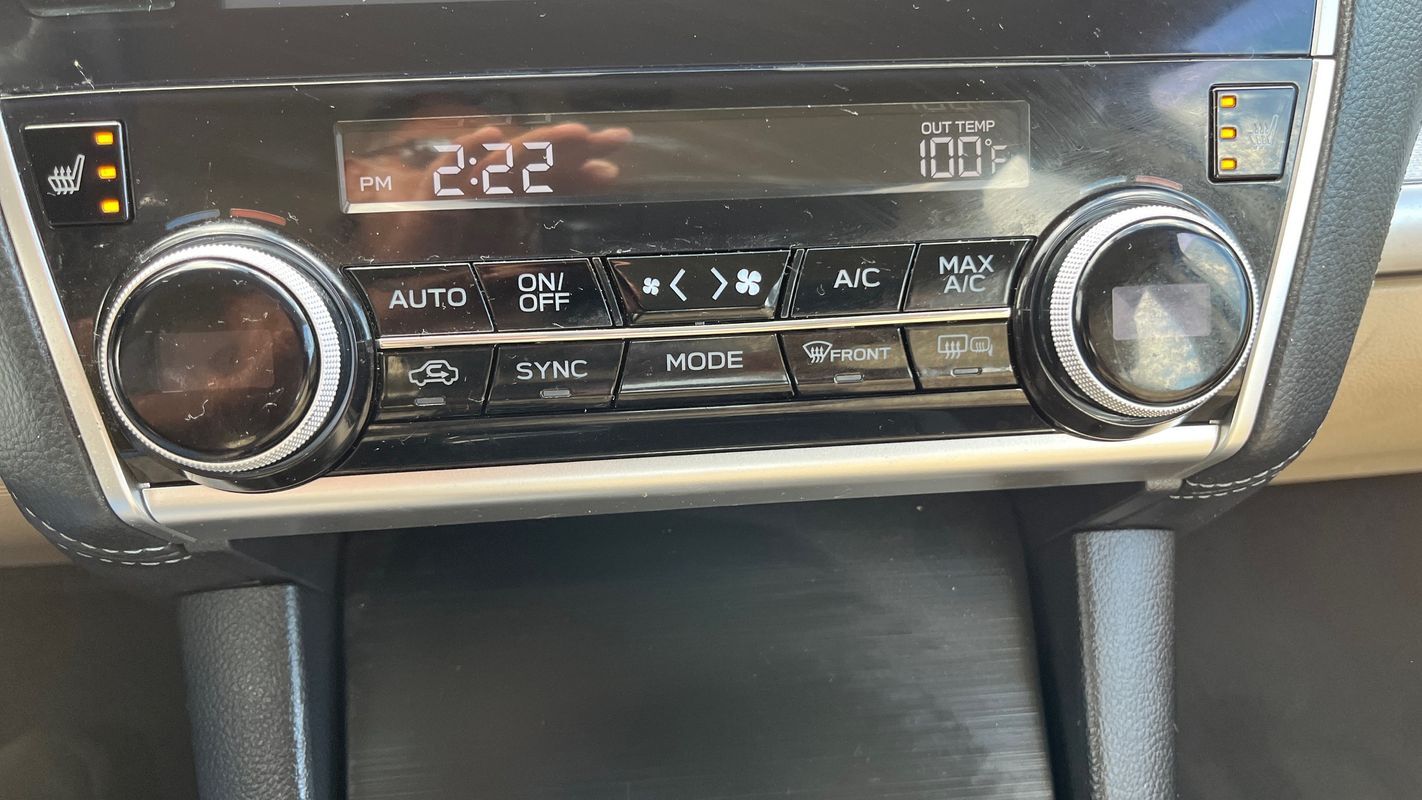 PM 2:22
OUT TEMP
100°F
AUTO
ON/
OFF
A/C
MAX
A/C
SYNC
MODE
FRONT